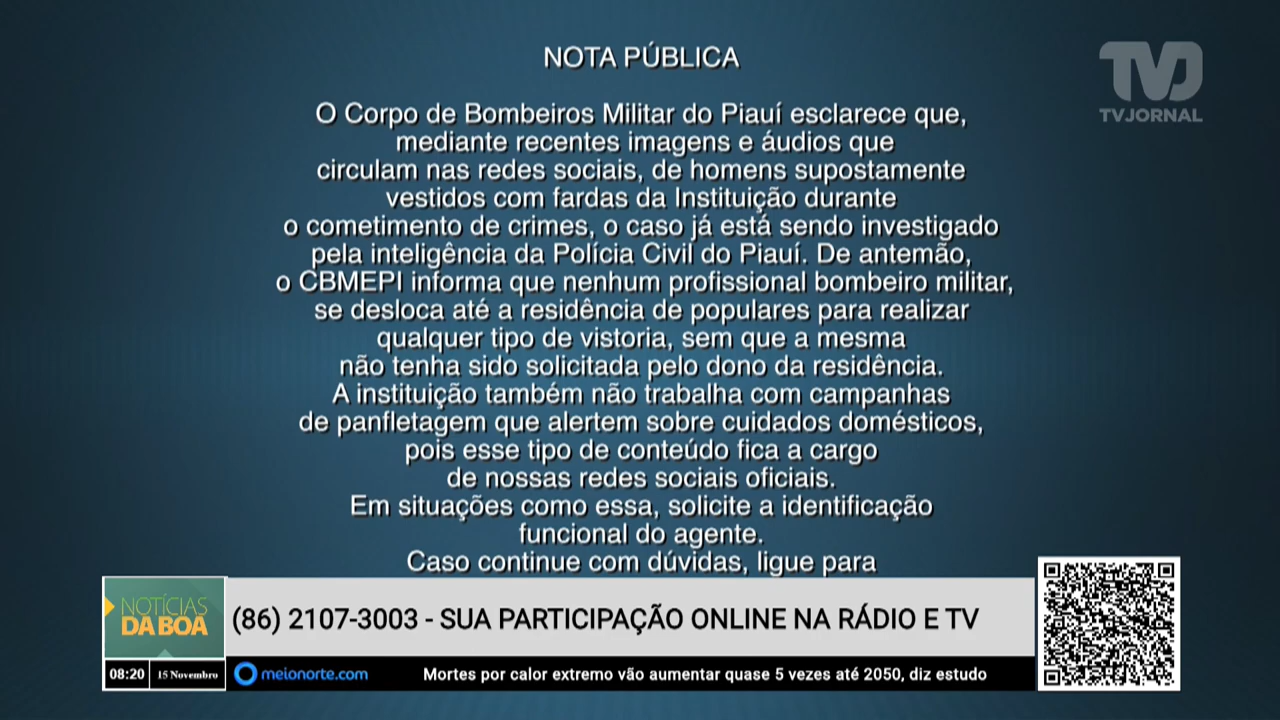 NOTA PÚBLICA
TVJ
TV JORNAL
O Corpo de Bombeiros Militar do Piauí esclarece que,
mediante recentes imagens e áudios que
circulam nas redes sociais, de homens supostamente
vestidos com fardas da Instituição durante
o cometimento de crimes, o caso já está sendo investigado
pela inteligência da Polícia Civil do Piauí. De antemão,
o CBMEPI informa que nenhum profissional bombeiro militar,
se desloca até a residência de populares para realizar
qualquer tipo de vistoria, sem que a mesma
não tenha sido solicitada pelo dono da residência.
A instituição também não trabalha com campanhas
de panfletagem que alertem sobre cuidados domésticos,
pois esse tipo de conteúdo fica a cargo
de nossas redes sociais oficiais.
Em situações como essa, solicite a identificação
funcional do agente.
Caso continue com dúvidas, ligue para
NOTÍCIAS
DA BOA
(86) 2107-3003 - SUA PARTICIPAÇÃO ONLINE NA RÁDIO E TV
08:20
15 Novembro
meionorte.com
Mortes por calor extremo vão aumentar quase 5 vezes até 2050, diz estudo